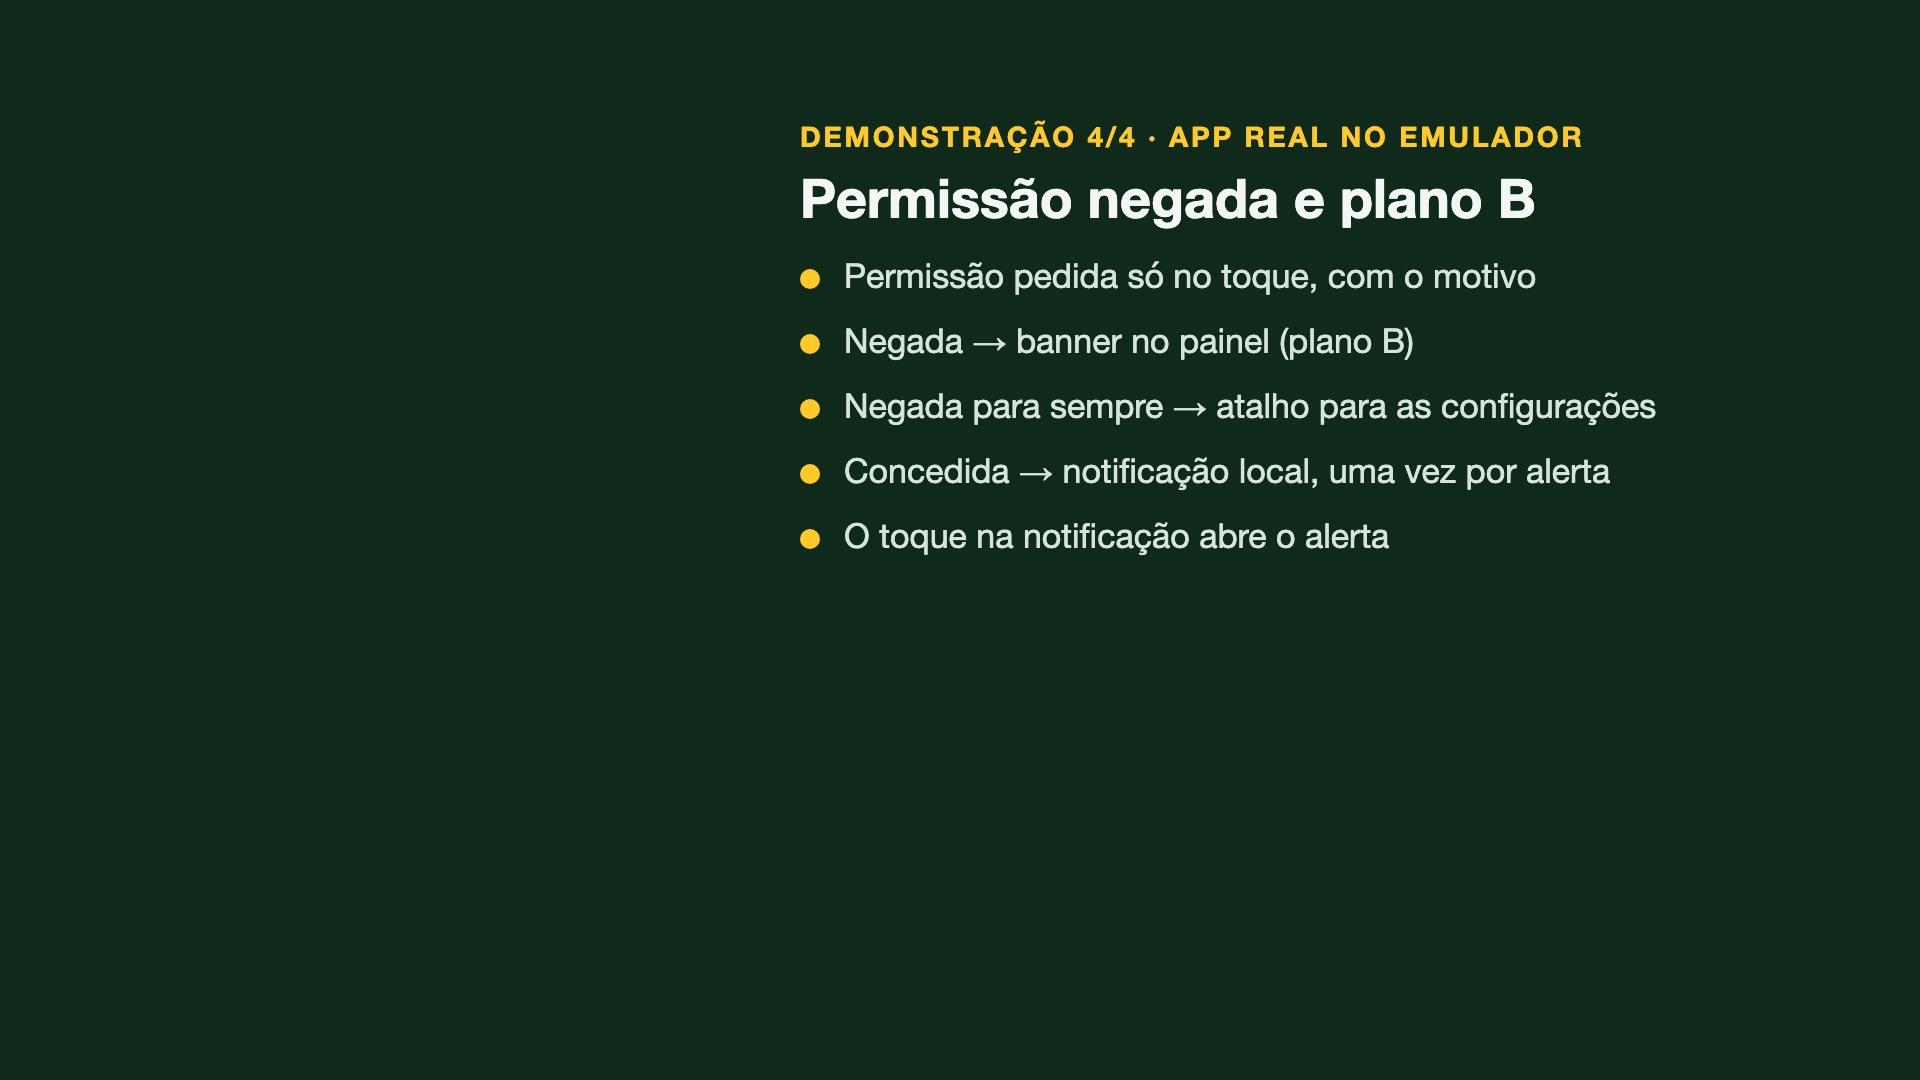 DEMONSTRAÇÃO 4/4 · APP REAL NO EMULADOR
Permissão negada e plano B
Permissão pedida só no toque, com o motivo
Negada → banner no painel (plano B)
Negada para sempre → atalho para as configurações
Concedida → notificação local, uma vez por alerta
O toque na notificação abre o alerta